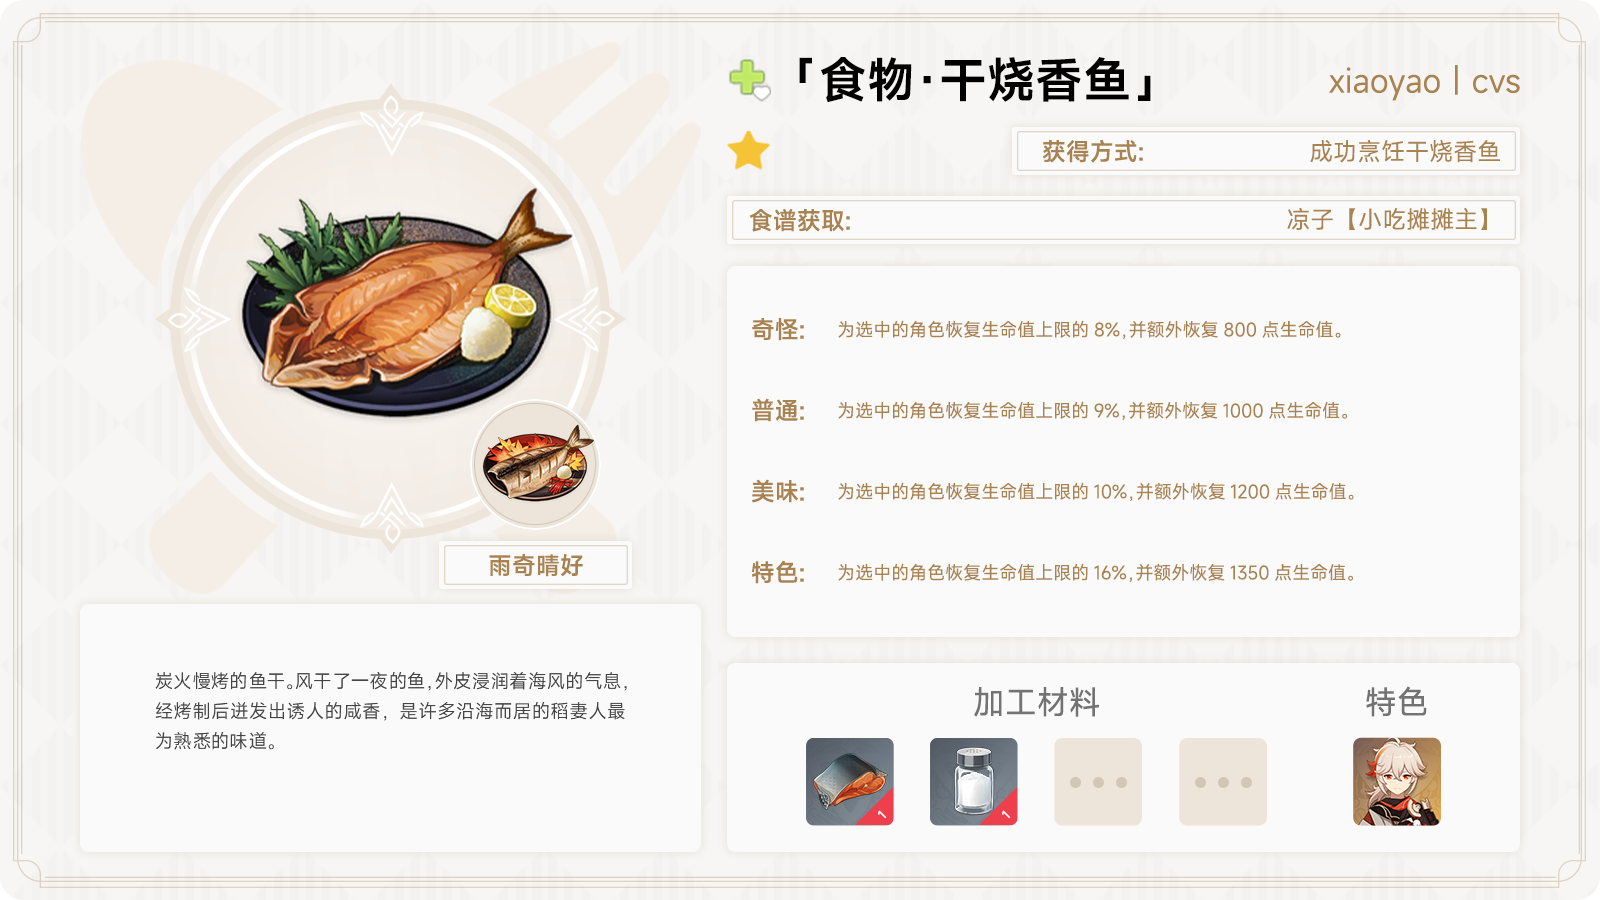 「食物·干烧香鱼」
xiaoyao | cvs
获得方式: 成功烹饪干烧香鱼
食谱获取: 凉子【小吃摊摊主】
奇怪: 为选中的角色恢复生命值上限的 8%,并额外恢复 800 点生命值。
普通: 为选中的角色恢复生命值上限的 9%,并额外恢复 1000 点生命值。
美味: 为选中的角色恢复生命值上限的 10%,并额外恢复 1200 点生命值。
特色: 为选中的角色恢复生命值上限的 16%,并额外恢复 1350 点生命值。
雨奇晴好
炭火慢烤的鱼干。风干了一夜的鱼,外皮浸润着海风的气息,
经烤制后迸发出诱人的咸香，是许多沿海而居的稻妻人最
为熟悉的味道。
加工材料
特色
1
1